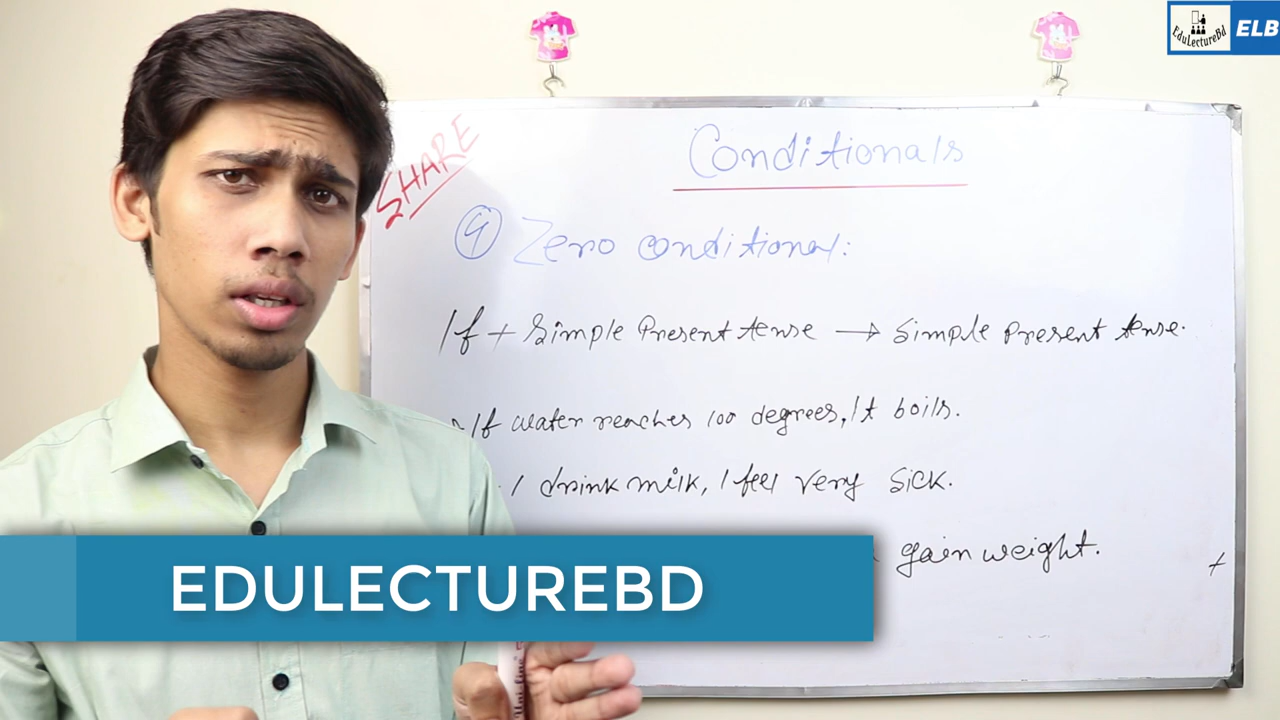 EduLectureBd
ELB
SHARE
Conditionals
④ Zero conditional:
If + Simple Present tense → Simple present tense.
If water reaches 100 degrees, It boils.
I drink milk, I feel very sick.
gain weight.
+
EDULECTUREBD